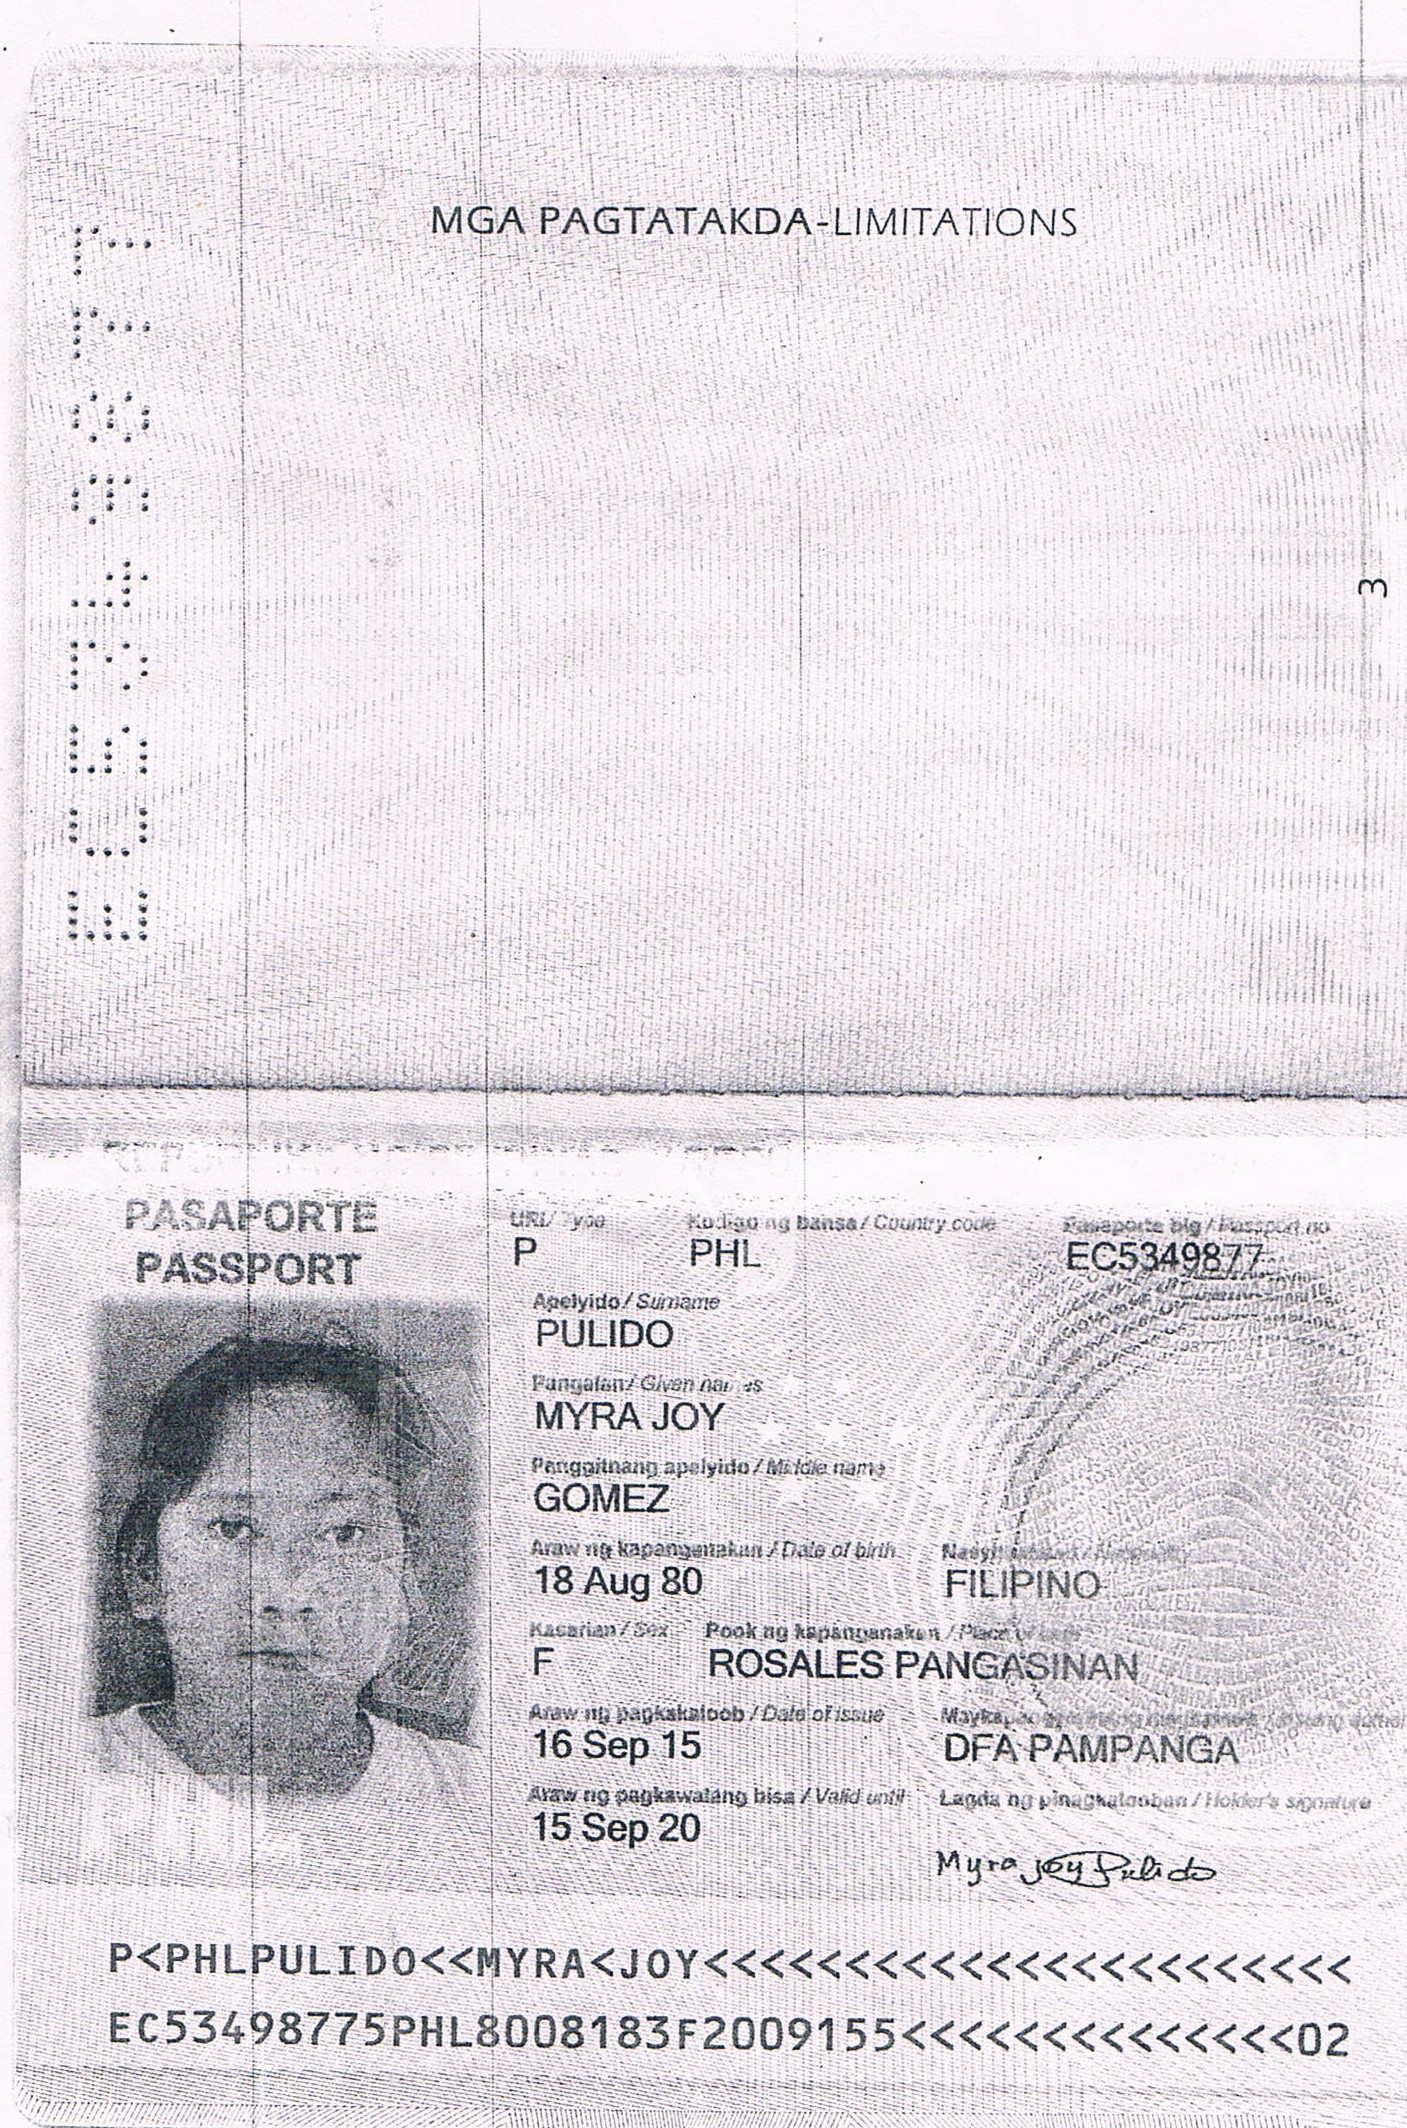 MGA PAGTATAKDA-LIMITATIONS
EC5349877
3
PASAPORTE
PASSPORT
URI/ Type
Kodigo ng bansa / Country code
Pasaporte blg / Passport no
P
PHL
EC5349877
Apelyido / Surname
PULIDO
Pangalan / Given names
MYRA JOY
Panggitnang apelyido / Middle name
GOMEZ
Araw ng kapanganakan / Date of birth
18 Aug 80
FILIPINO
Kasarian / Sex
Pook ng kapanganakan / Place of birth
F
ROSALES PANGASINAN
Araw ng pagkakaloob / Date of issue
16 Sep 15
DFA PAMPANGA
Araw ng pagkawalang bisa / Valid until
Lagda ng pinagkalooban / Holder's signature
15 Sep 20
Myra joy Pulido
P<PHLPULIDO<<MYRA<JOY<<<<<<<<<<<<<<<<<<<<<<<
EC53498775PHL8008183F2009155<<<<<<<<<<<<<<02